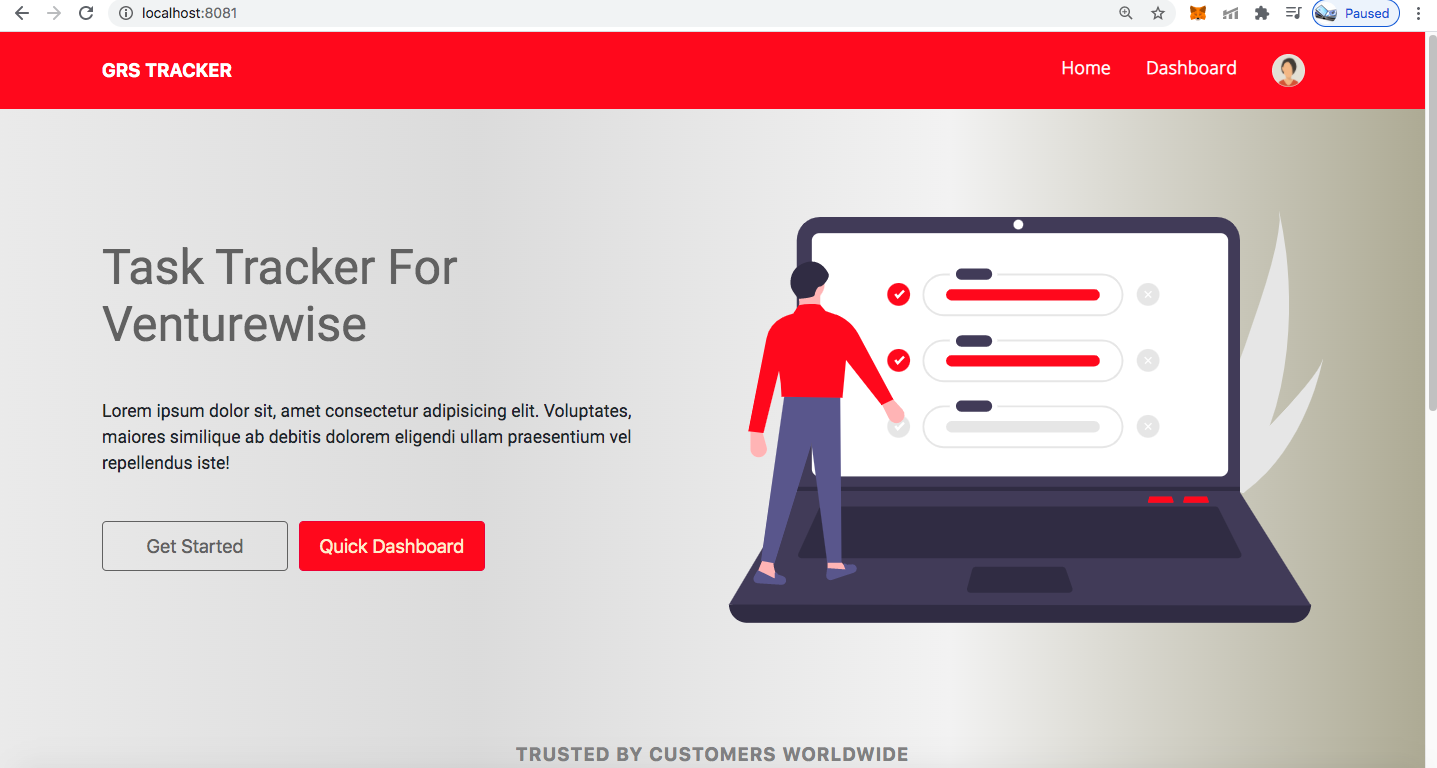 localhost:8081
Paused
GRS TRACKER
Home
Dashboard
Task Tracker For
Venturewise
Lorem ipsum dolor sit, amet consectetur adipisicing elit. Voluptates,
maiores similique ab debitis dolorem eligendi ullam praesentium vel
repellendus iste!
Get Started
Quick Dashboard
TRUSTED BY CUSTOMERS WORLDWIDE